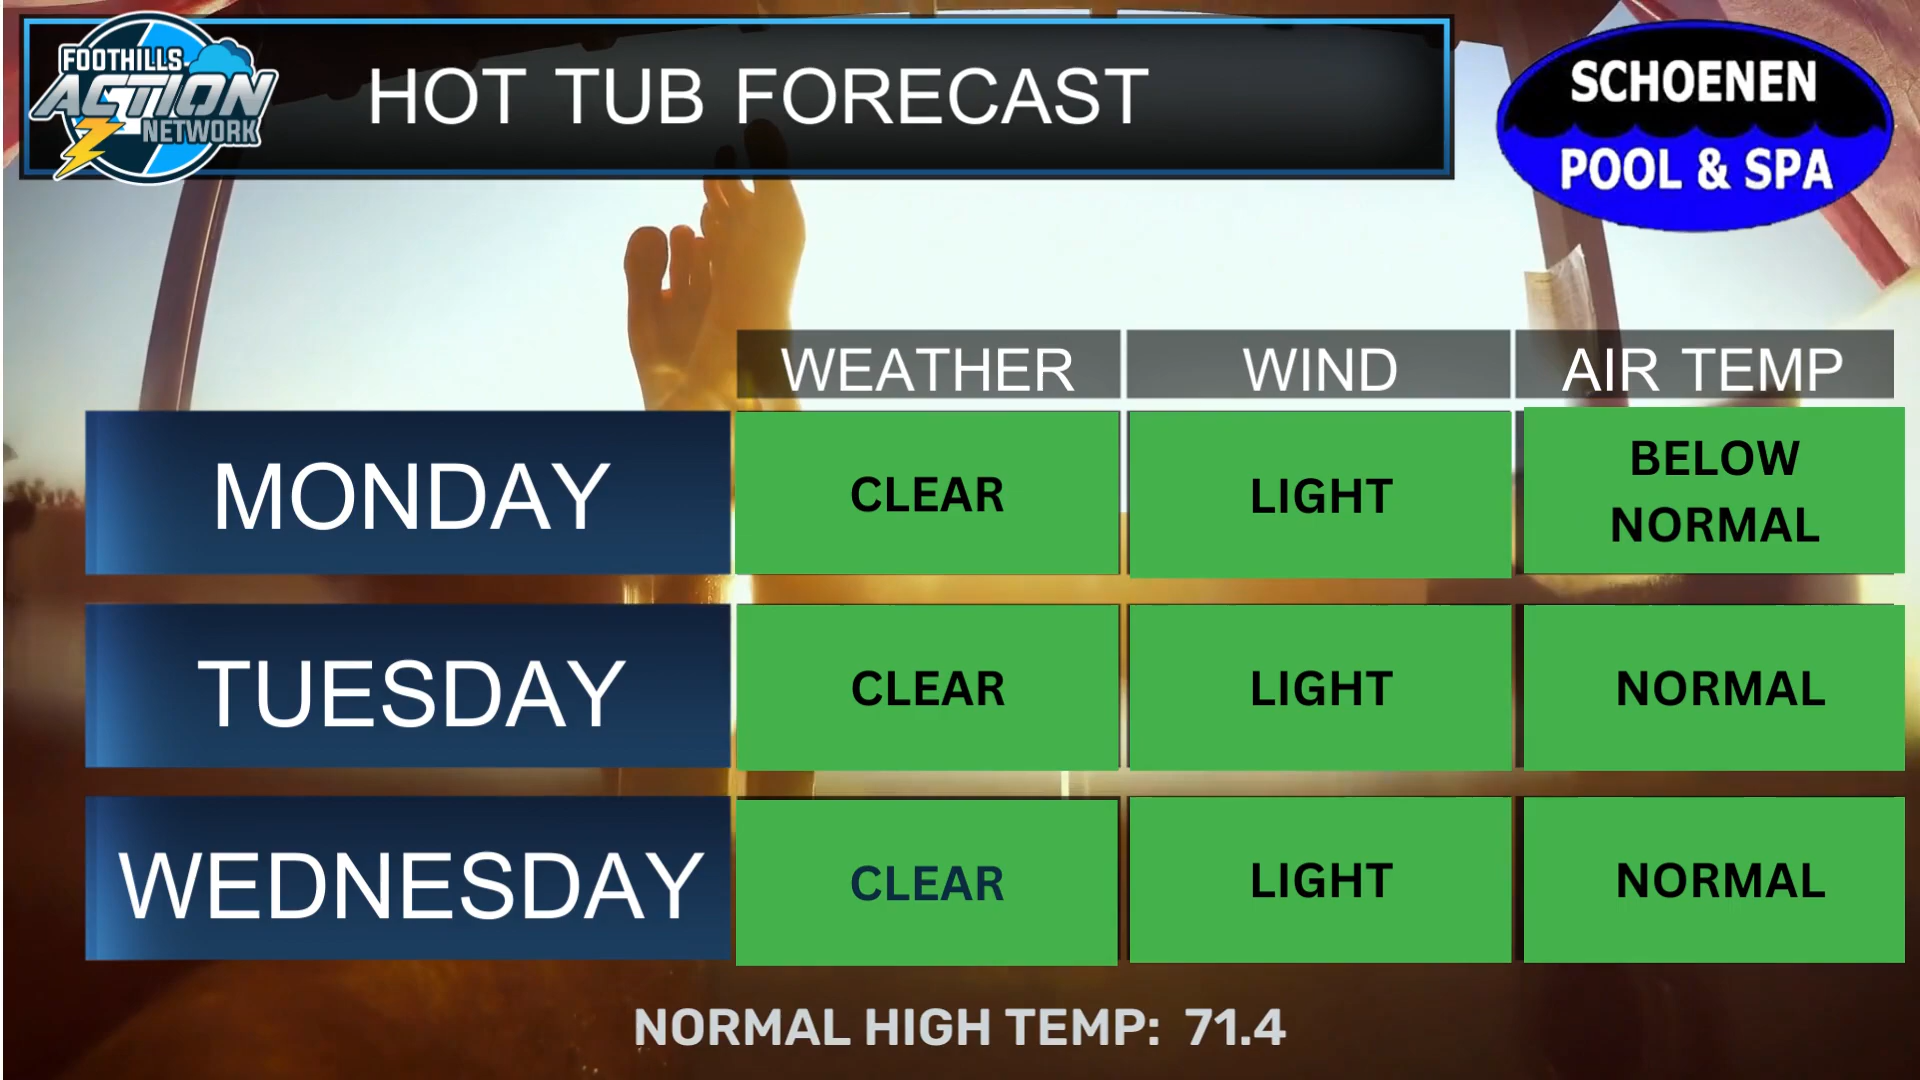 FOOTHILLS
ACTION
NETWORK
HOT TUB FORECAST
SCHOENEN
POOL & SPA
WEATHER WIND AIR TEMP
MONDAY CLEAR LIGHT BELOW
NORMAL
TUESDAY CLEAR LIGHT NORMAL
WEDNESDAY CLEAR LIGHT NORMAL
NORMAL HIGH TEMP: 71.4